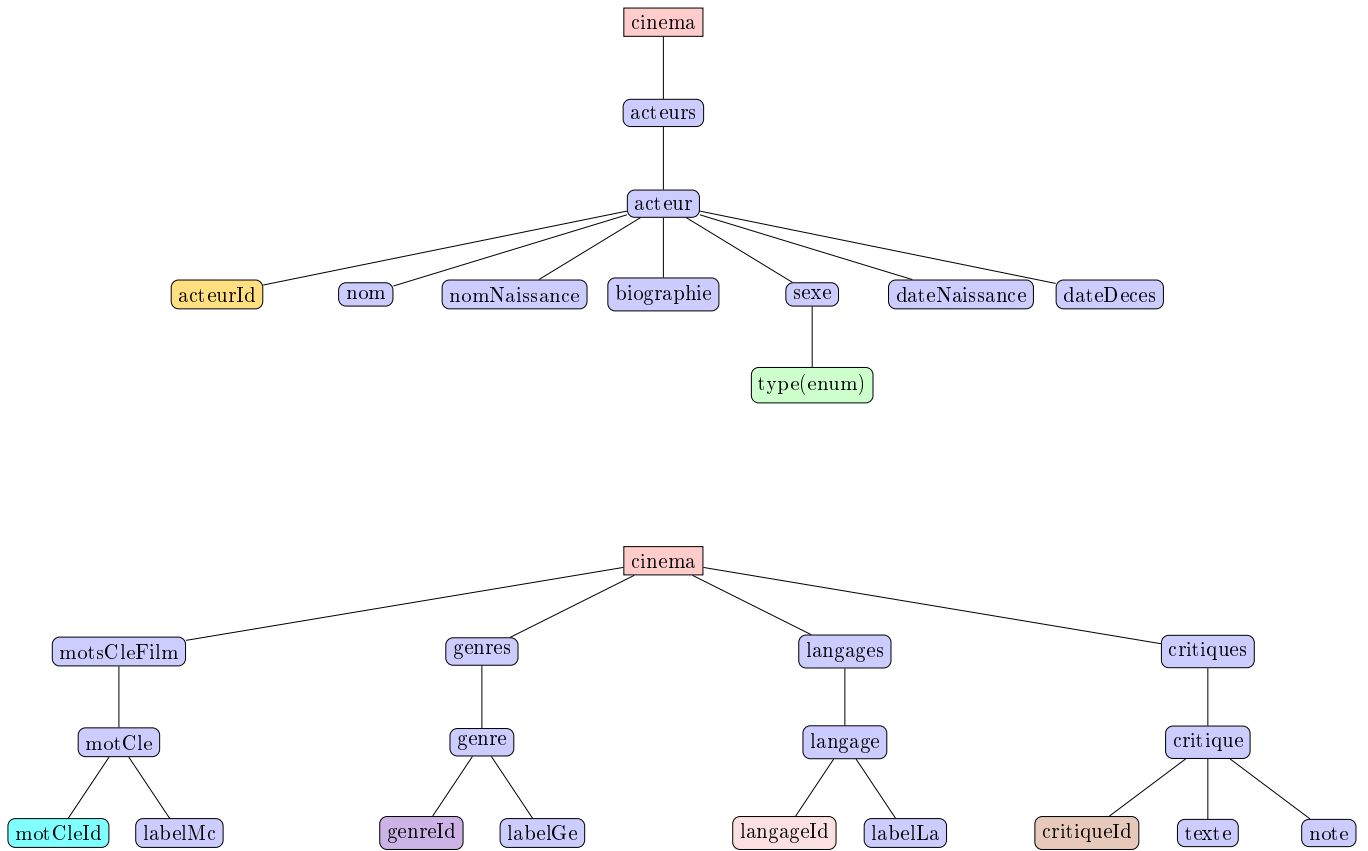 cinema
acteurs
acteur
acteurId nom nomNaissance biographie sexe dateNaissance dateDeces
type(enum)
cinema
motsCleFilm genres langages critiques
motCle genre langage critique
motCleId labelMc genreId labelGe langageId labelLa critiqueId texte note